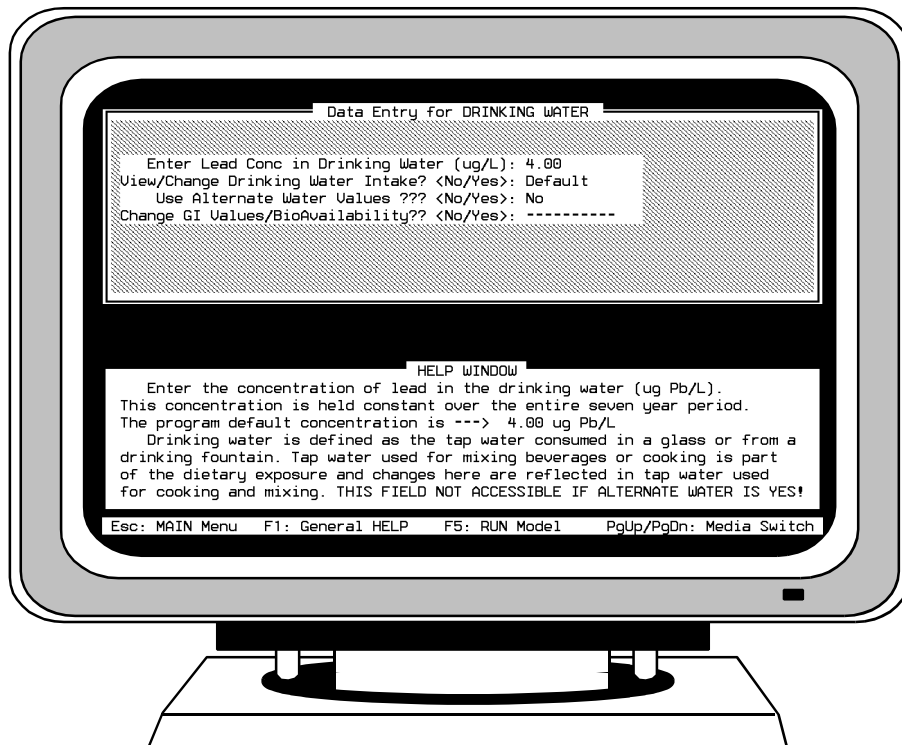 Data Entry for DRINKING WATER
Enter Lead Conc in Drinking Water (ug/L): 4.00
View/Change Drinking Water Intake? <No/Yes>: Default
Use Alternate Water Values ??? <No/Yes>: No
Change GI Values/BioAvailability?? <No/Yes>: ----------
HELP WINDOW
Enter the concentration of lead in the drinking water (ug Pb/L).
This concentration is held constant over the entire seven year period.
The program default concentration is ---> 4.00 ug Pb/L
Drinking water is defined as the tap water consumed in a glass or from a
drinking fountain. Tap water used for mixing beverages or cooking is part
of the dietary exposure and changes here are reflected in tap water used
for cooking and mixing. THIS FIELD NOT ACCESSIBLE IF ALTERNATE WATER IS YES!
Esc: MAIN Menu F1: General HELP F5: RUN Model PgUp/PgDn: Media Switch